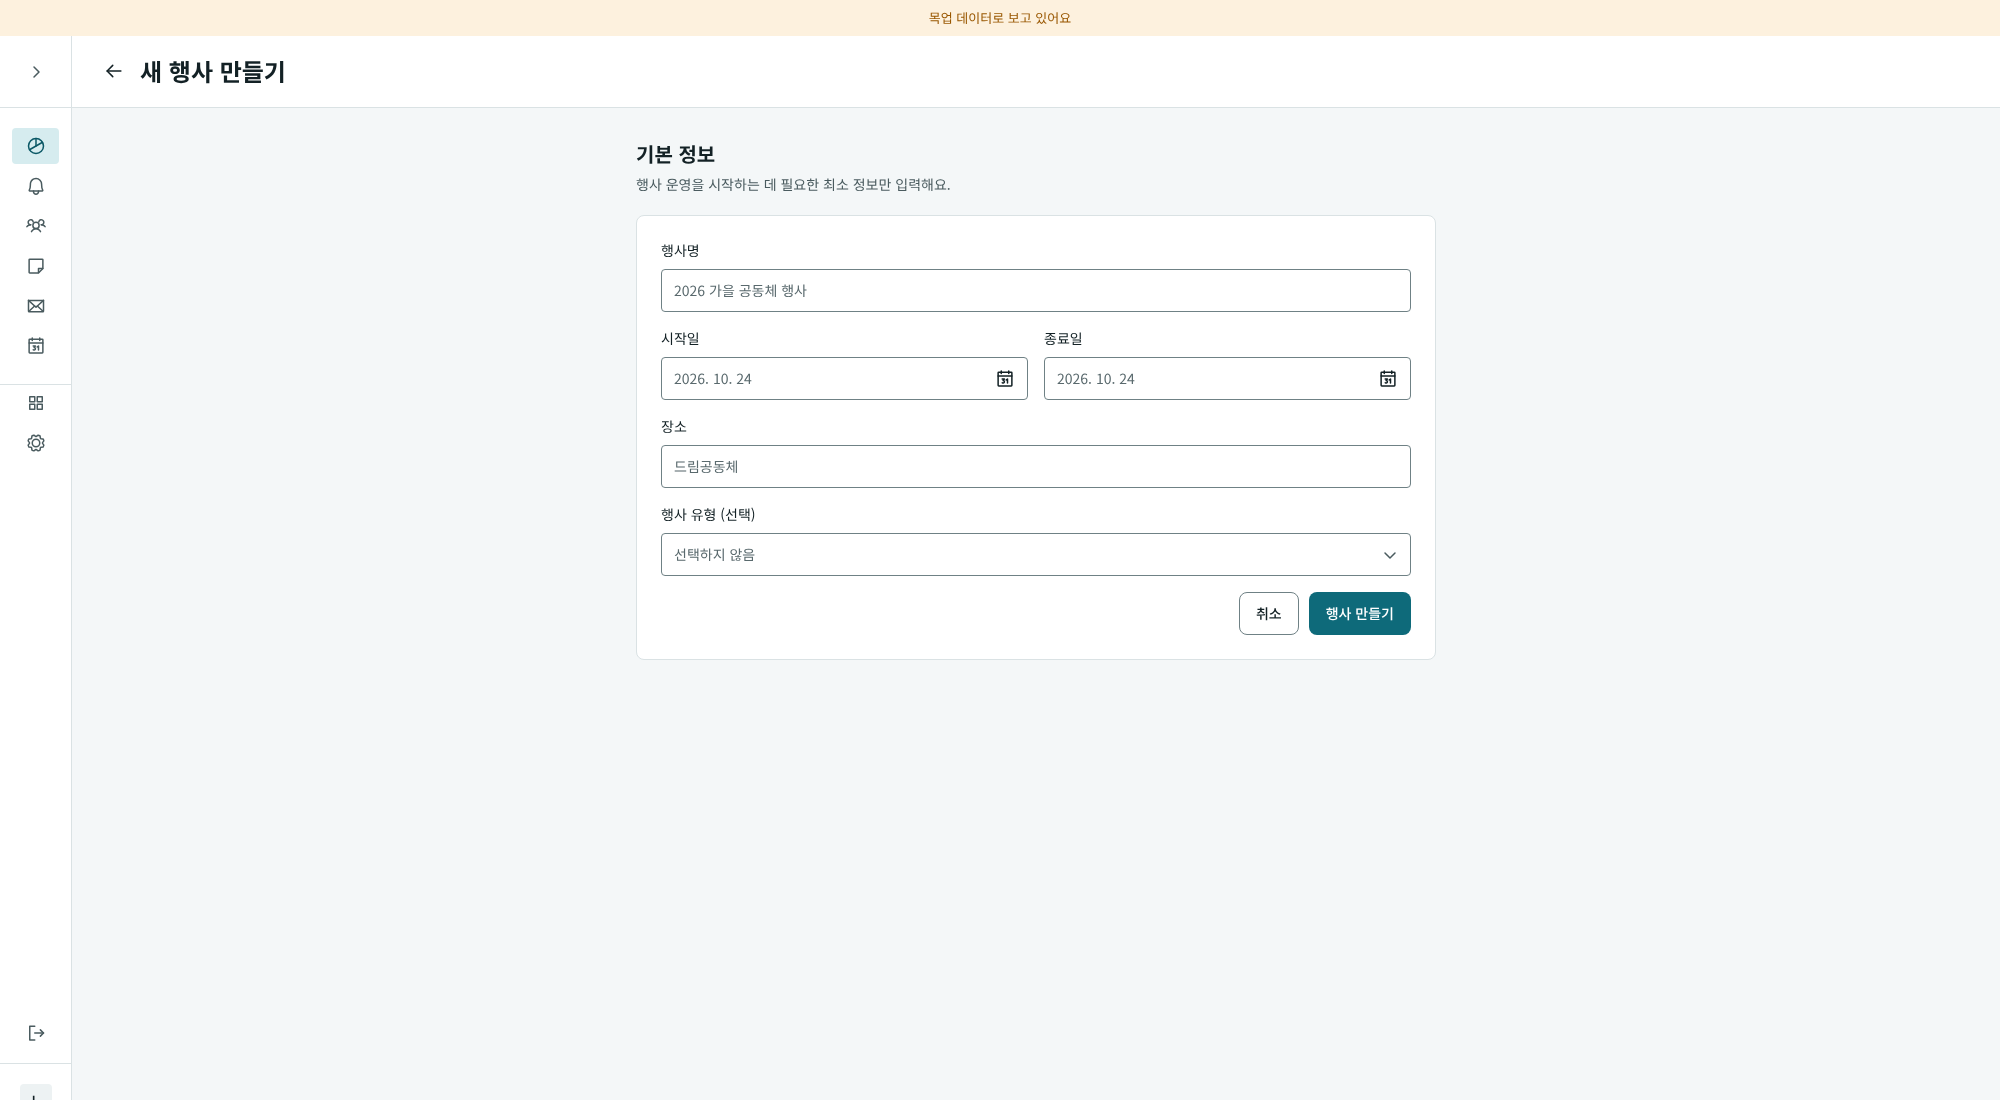 목업 데이터로 보고 있어요
새 행사 만들기
기본 정보
행사 운영을 시작하는 데 필요한 최소 정보만 입력해요.
행사명
2026 가을 공동체 행사
시작일 종료일
2026. 10. 24 31 2026. 10. 24 31
장소
드림공동체
행사 유형 (선택)
선택하지 않음
취소 행사 만들기
31